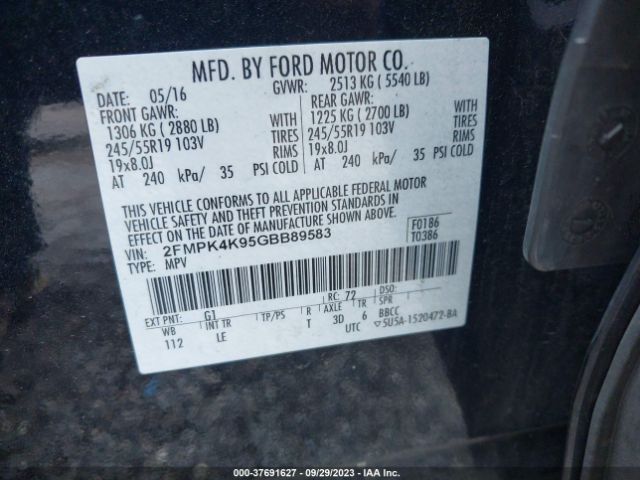 MFD. BY FORD MOTOR CO.
DATE: 05/16 GVWR: 2513 KG ( 5540 LB)
FRONT GAWR: REAR GAWR:
1306 KG ( 2880 LB) WITH 1225 KG ( 2700 LB) WITH
245/55R19 103V TIRES 245/55R19 103V TIRES
19x8.0J RIMS 19x8.0J RIMS
AT 240 kPa/ 35 PSI COLD AT 240 kPa/ 35 PSI COLD
THIS VEHICLE CONFORMS TO ALL APPLICABLE FEDERAL MOTOR
VEHICLE SAFETY AND THEFT PREVENTION STANDARDS IN
EFFECT ON THE DATE OF MANUFACTURE SHOWN ABOVE.
VIN: 2FMPK4K95GBB89583 F0186
TYPE: MPV T0386
EXT PNT: G1 RC: 72 DSO:
WB INT TR TP/PS R AXLE TR SPR
112 LE T 3D 6 BBCC
UTC ▽5U5A-1520472-BA
000-37691627 - 09/29/2023 - IAA Inc.